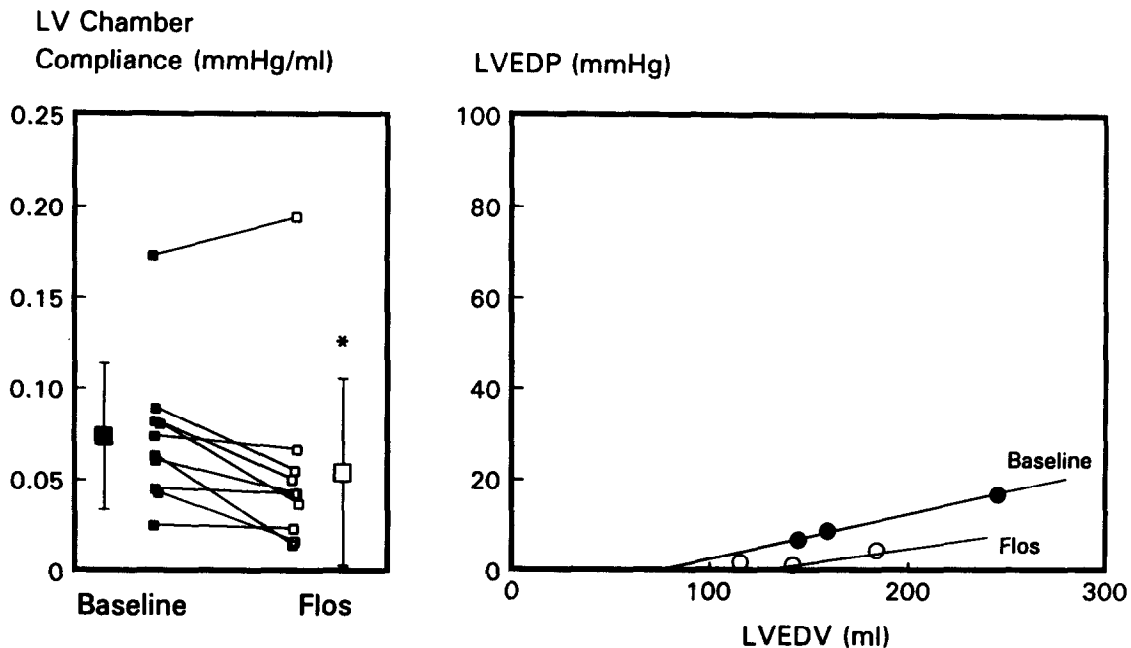 LV Chamber
Compliance (mmHg/ml)
0.25
0.20
0.15
0.10
0.05
0
*
Baseline Flos
LVEDP (mmHg)
100
80
60
40
20
0
Baseline
Flos
0 100 200 300
LVEDV (ml)